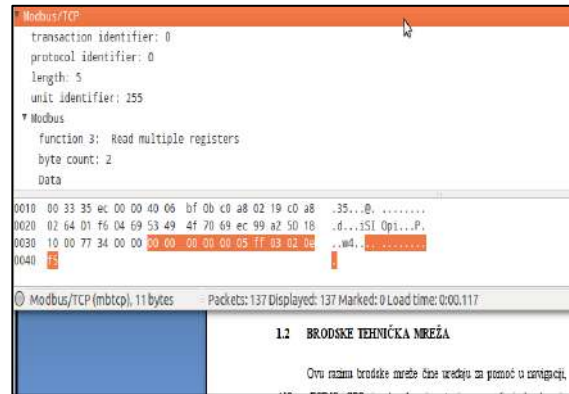 Modbus/TCP
transaction identifier: 0
protocol identifier: 0
length: 5
unit identifier: 255
Modbus
function 3: Read multiple registers
byte count: 2
Data
0010 00 33 35 ec 00 00 40 06 bf 0b c0 a8 02 19 c0 a8 .35...@. ........
0020 02 64 01 f6 04 69 53 49 4f 70 69 ec 99 a2 50 18 .d...iSI Opi...P.
0030 10 00 77 34 00 00 00 00 00 00 00 05 ff 03 02 0e ..w4.... ........
0040 f5 .
Modbus/TCP (mbtcp), 11 bytes Packets: 137 Displayed: 137 Marked: 0 Load time: 0:00.117
1.2 BRODSKE TEHNIČKA MREŽA
Ovu razinu brodske mreže čine uređaju za pomoć u navigaciji,